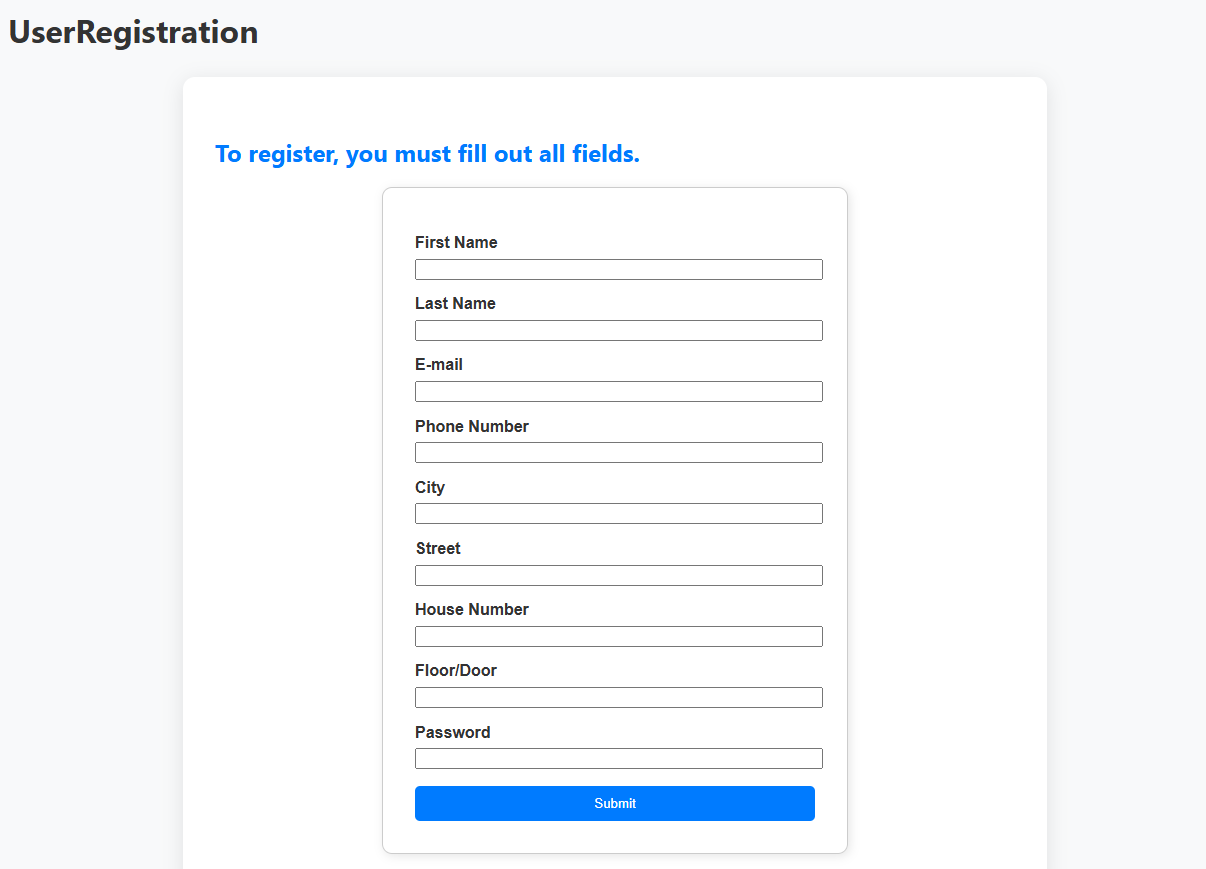 UserRegistration
To register, you must fill out all fields.
First Name
Last Name
E-mail
Phone Number
City
Street
House Number
Floor/Door
Password
Submit